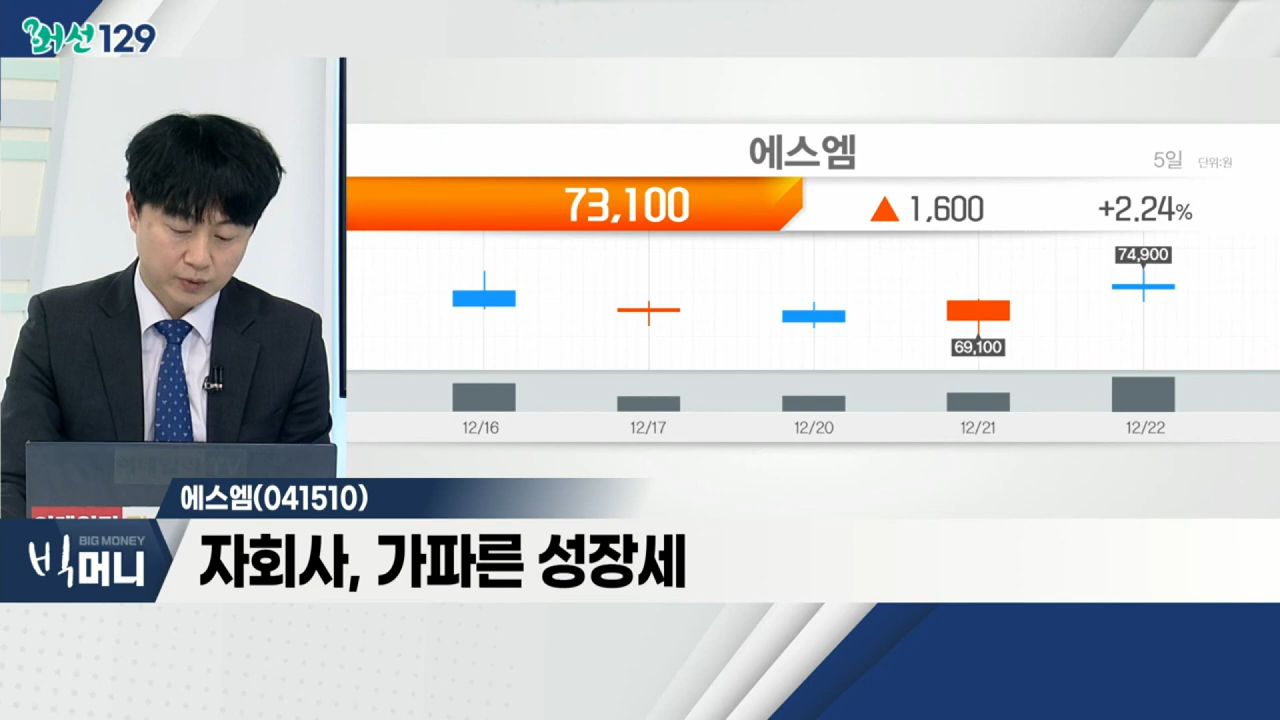 머선129
에스엠
5일 단위:원
73,100 ▲ 1,600 +2.24%
74,900
69,100
12/16 12/17 12/20 12/21 12/22
에스엠(041510)
BIG MONEY
빅머니
자회사, 가파른 성장세